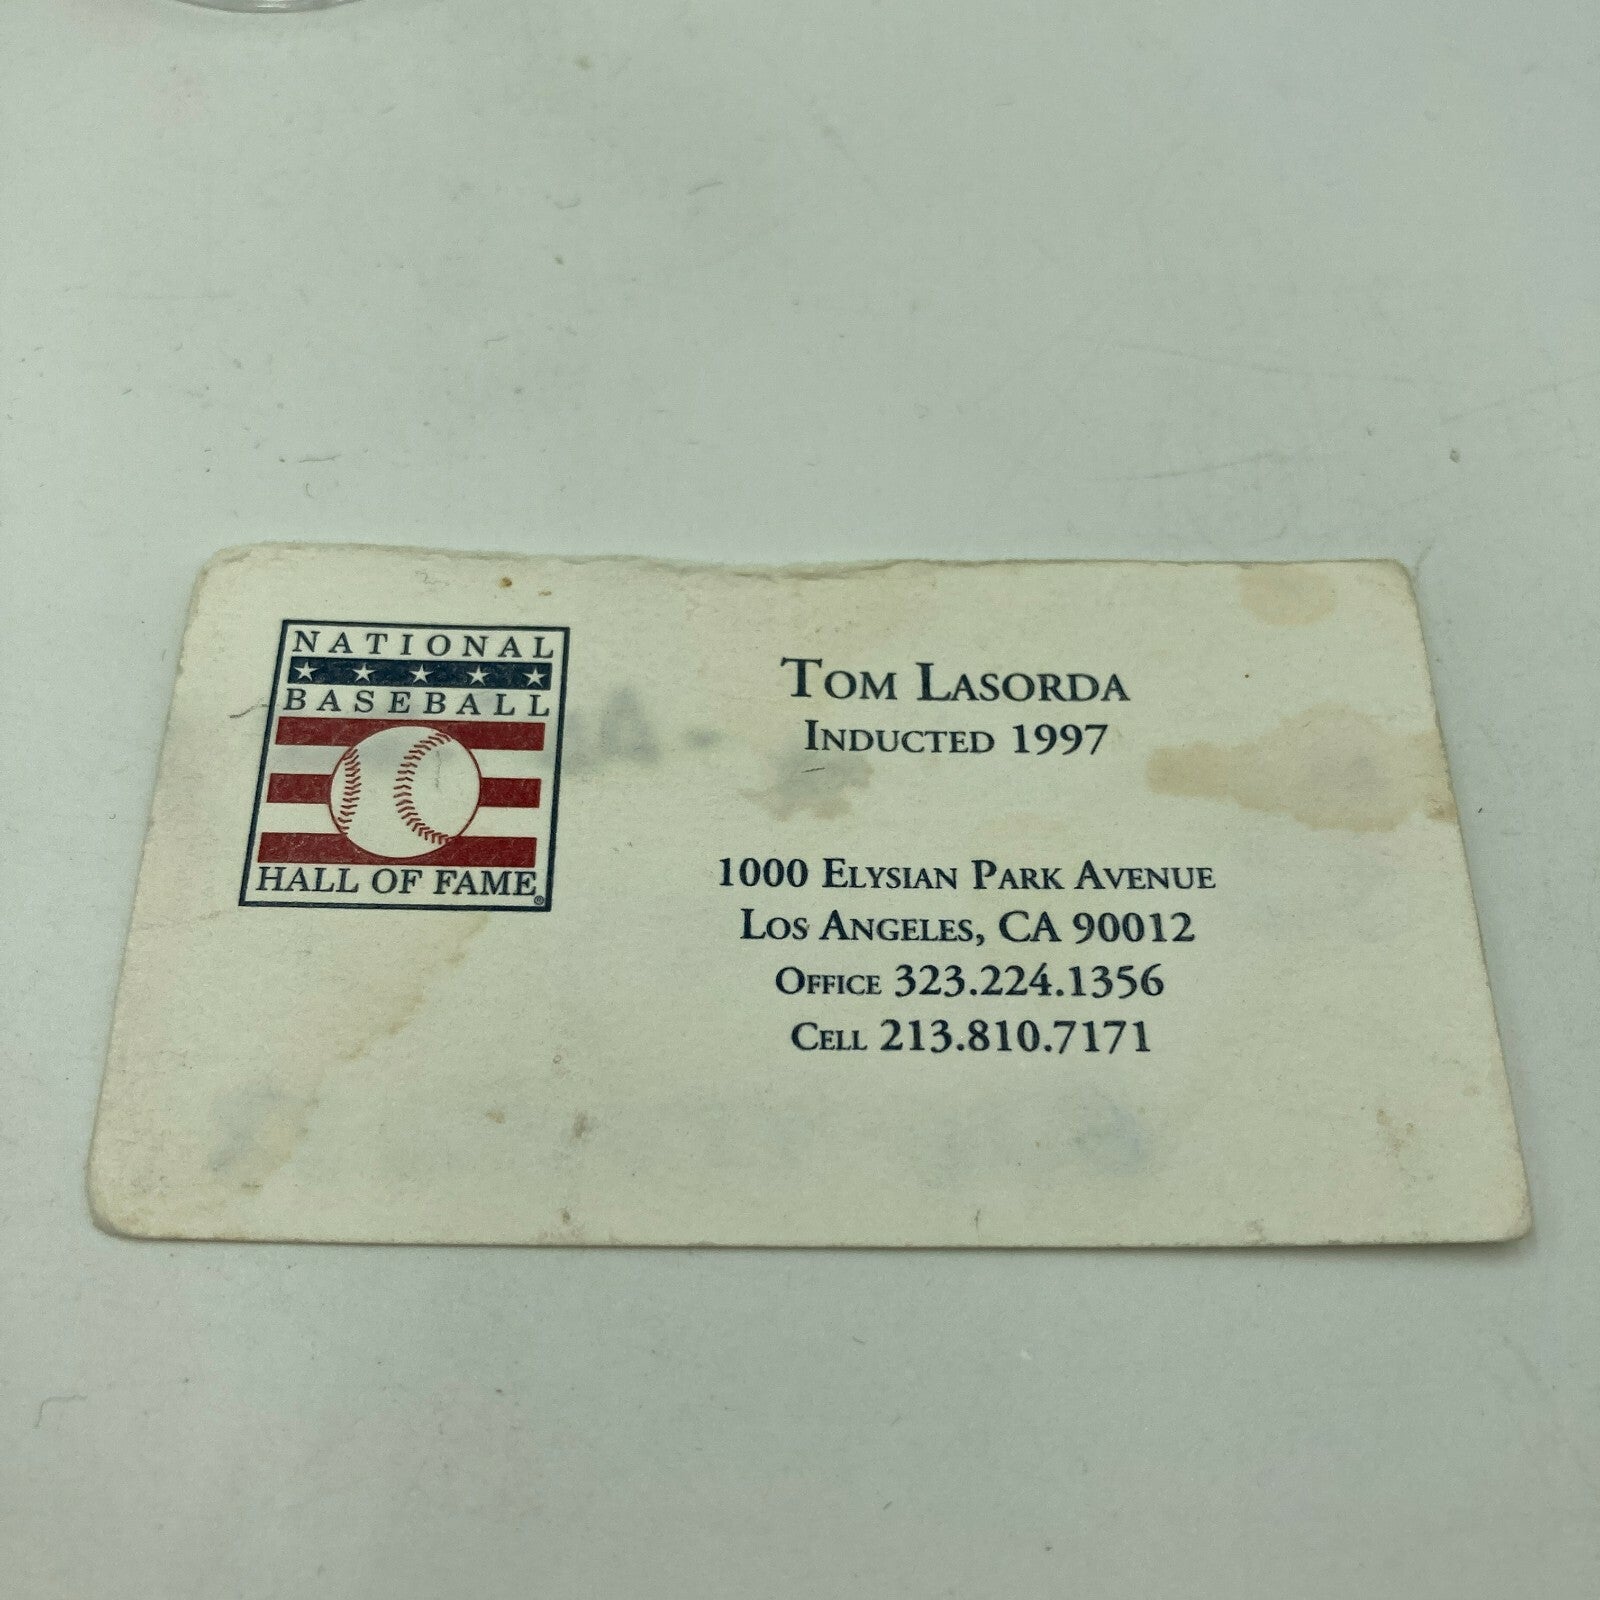 NATIONAL
BASEBALL
HALL OF FAME®
TOM LASORDA
INDUCTED 1997
1000 ELYSIAN PARK AVENUE
LOS ANGELES, CA 90012
OFFICE 323.224.1356
CELL 213.810.7171